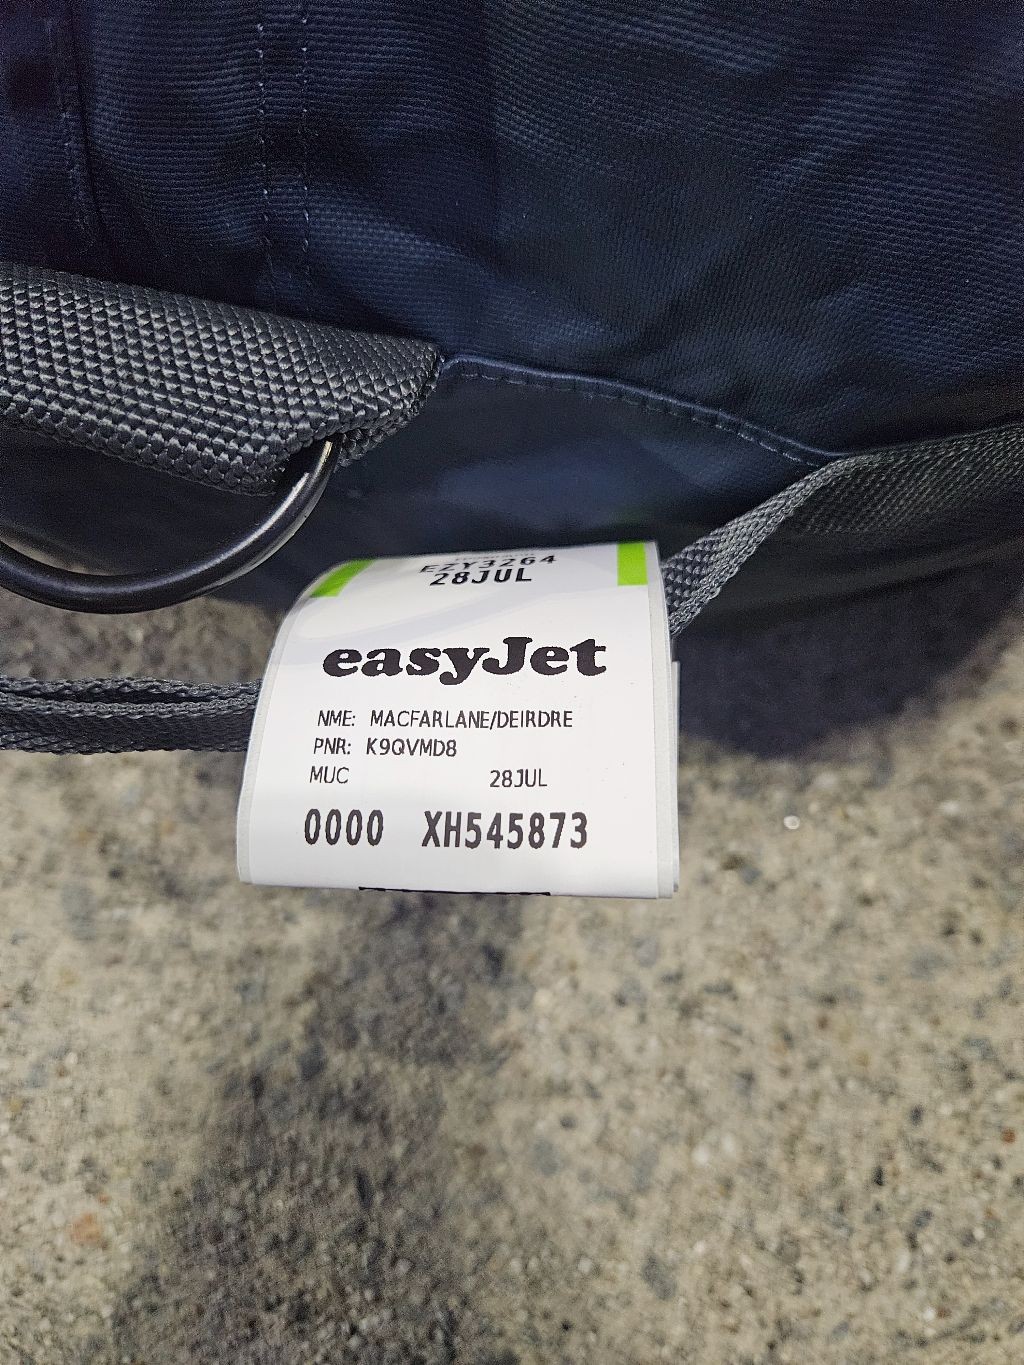 EZY3264
28JUL
easyJet
NME: MACFARLANE/DEIRDRE
PNR: K9QVMD8
MUC 28JUL
0000 XH545873